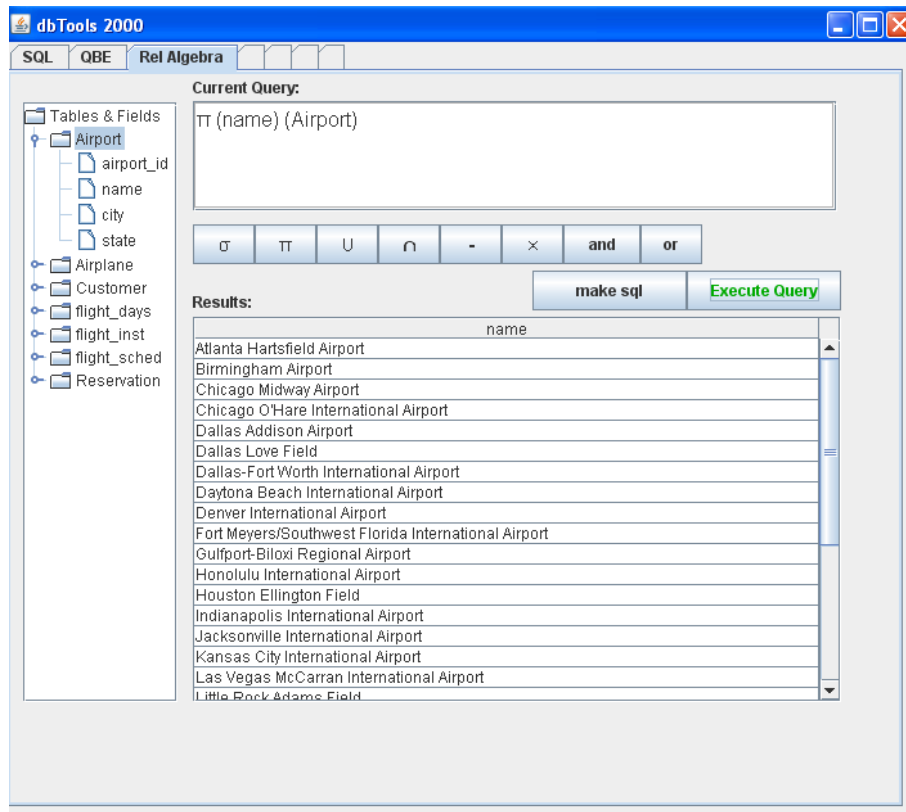 dbTools 2000
SQL QBE Rel Algebra
Current Query:
π (name) (Airport)
Tables & Fields
Airport
airport_id
name
city
state
Airplane
Customer
flight_days
flight_inst
flight_sched
Reservation
σ π ∪ ∩ - × and or
make sql Execute Query
Results:
name
Atlanta Hartsfield Airport
Birmingham Airport
Chicago Midway Airport
Chicago O'Hare International Airport
Dallas Addison Airport
Dallas Love Field
Dallas-Fort Worth International Airport
Daytona Beach International Airport
Denver International Airport
Fort Meyers/Southwest Florida International Airport
Gulfport-Biloxi Regional Airport
Honolulu International Airport
Houston Ellington Field
Indianapolis International Airport
Jacksonville International Airport
Kansas City International Airport
Las Vegas McCarran International Airport
Little Rock Adams Field